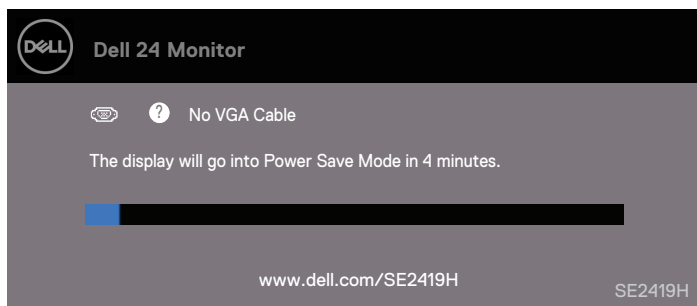 DELL
Dell 24 Monitor
? No VGA Cable
The display will go into Power Save Mode in 4 minutes.
www.dell.com/SE2419H
SE2419H